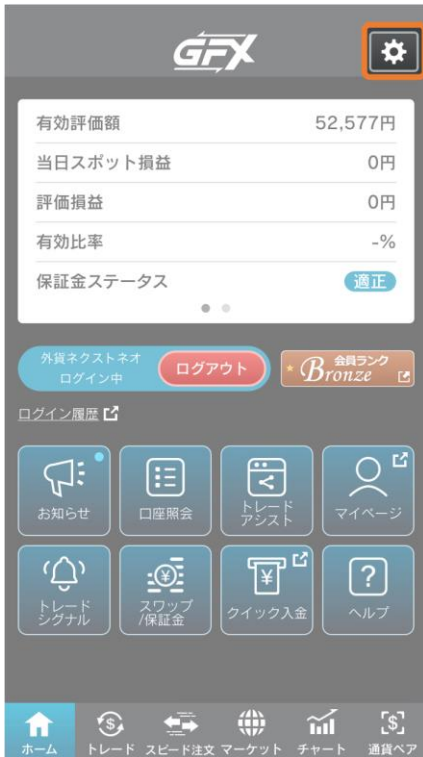 GFX
有効評価額 52,577円
当日スポット損益 0円
評価損益 0円
有効比率 -%
保証金ステータス 適正
外貨ネクストネオ
ログイン中
ログアウト
会員ランク
Bronze
ログイン履歴
お知らせ
口座照会
トレード
アシスト
マイページ
トレード
シグナル
スワップ
/保証金
クイック入金
ヘルプ
ホーム トレード スピード注文 マーケット チャート 通貨ペア